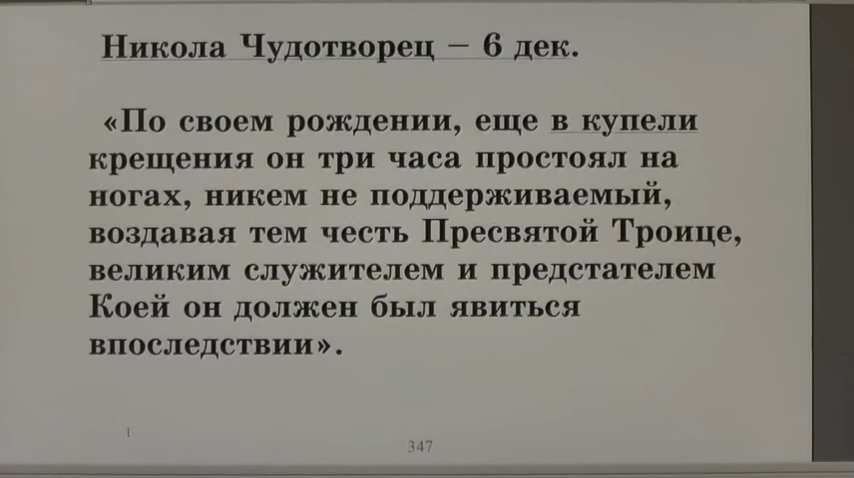 Никола Чудотворец – 6 дек.
«По своем рождении, еще в купели
крещения он три часа простоял на
ногах, никем не поддерживаемый,
воздавая тем честь Пресвятой Троице,
великим служителем и предстателем
Коей он должен был явиться
впоследствии».
347